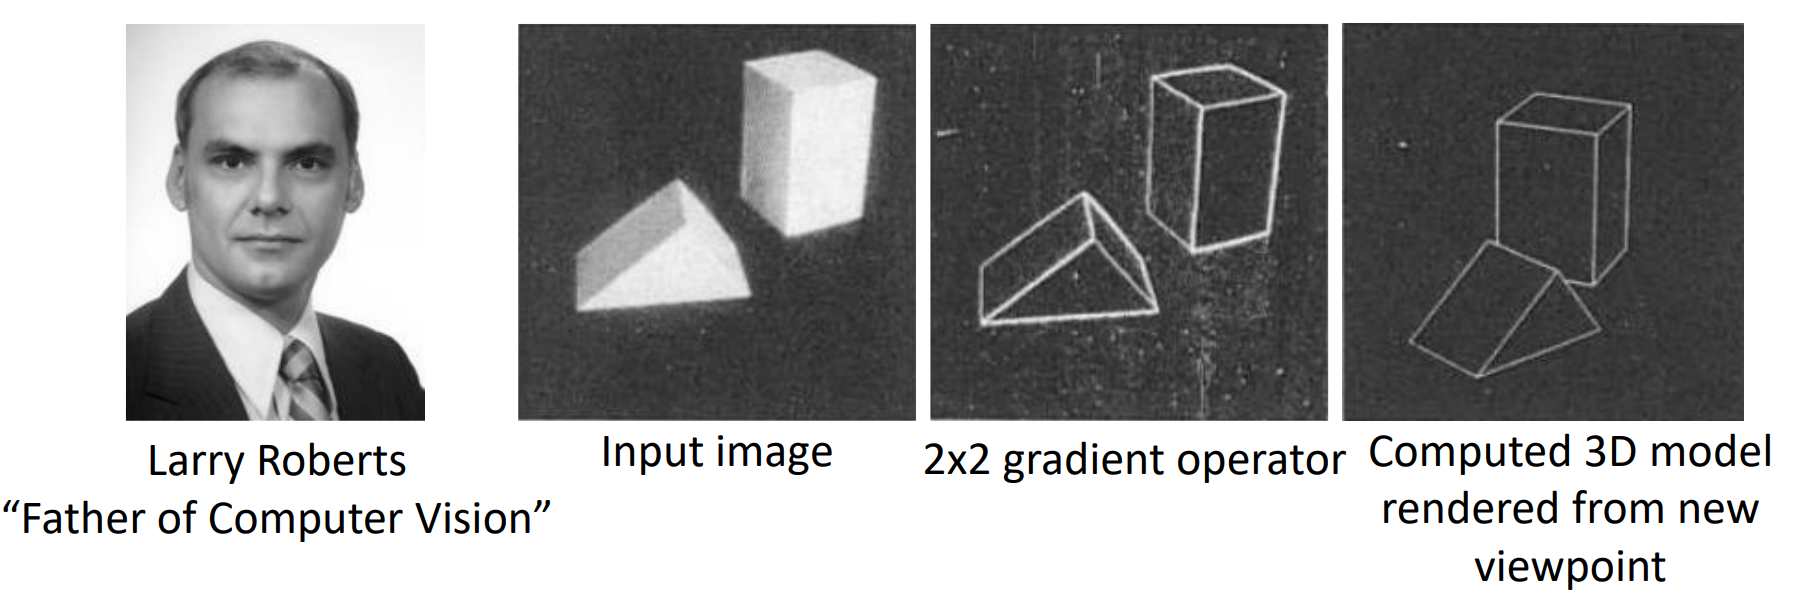 Larry Roberts
“Father of Computer Vision”
Input image
2x2 gradient operator
Computed 3D model
rendered from new
viewpoint